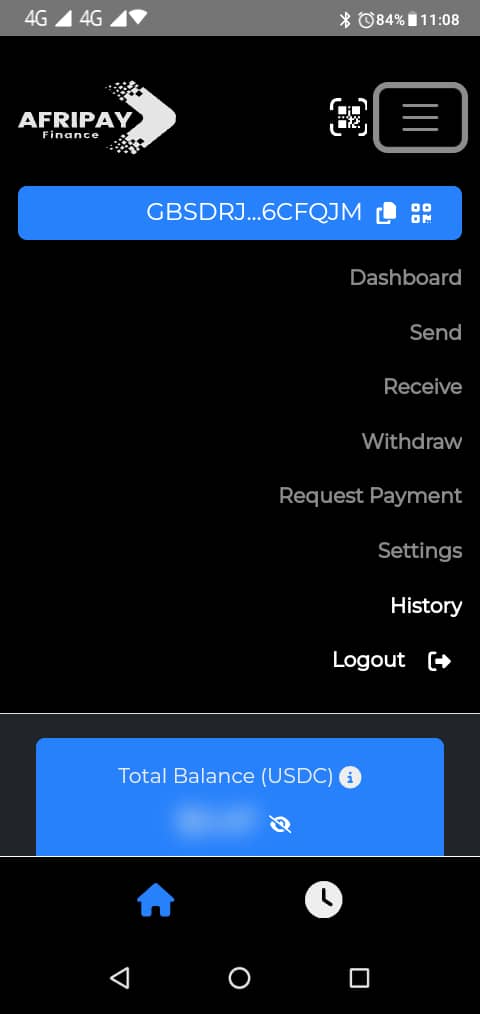 4G 4G 84% 11:08
AFRIPAY
Finance
GBSDRJ...6CFQJM
Dashboard
Send
Receive
Withdraw
Request Payment
Settings
History
Logout
Total Balance (USDC)